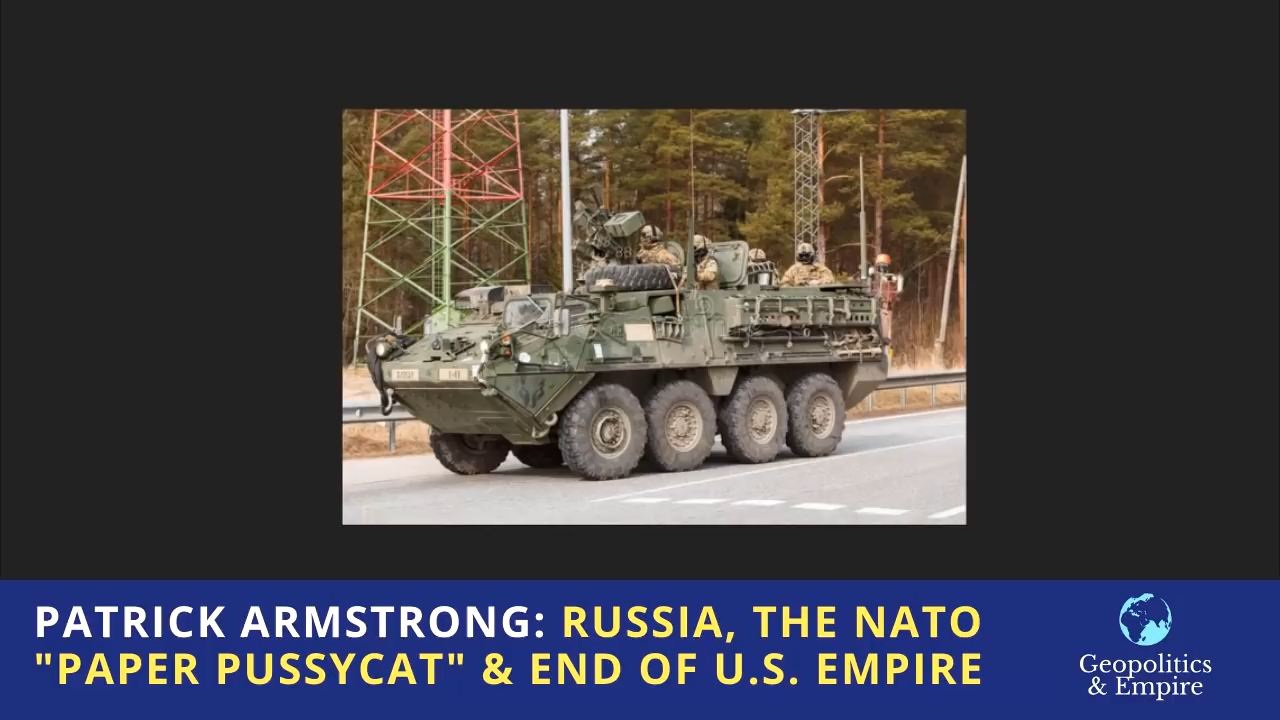 PATRICK ARMSTRONG: RUSSIA, THE NATO
"PAPER PUSSYCAT" & END OF U.S. EMPIRE
Geopolitics
& Empire